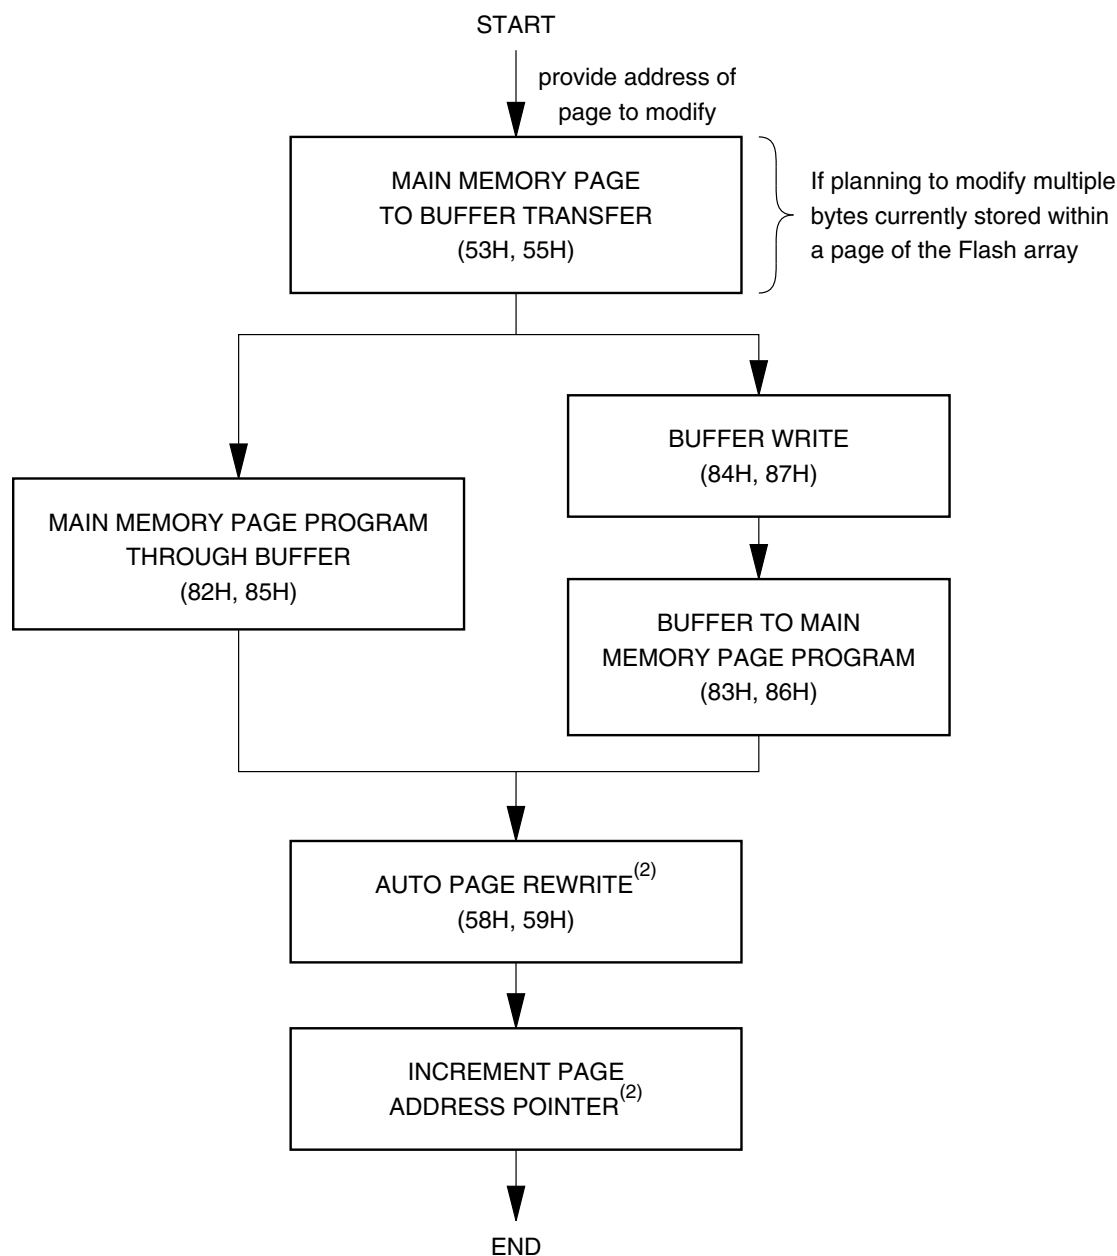 START
provide address of
page to modify
MAIN MEMORY PAGE
TO BUFFER TRANSFER
(53H, 55H)
If planning to modify multiple
bytes currently stored within
a page of the Flash array
BUFFER WRITE
(84H, 87H)
MAIN MEMORY PAGE PROGRAM
THROUGH BUFFER
(82H, 85H)
BUFFER TO MAIN
MEMORY PAGE PROGRAM
(83H, 86H)
AUTO PAGE REWRITE(2)
(58H, 59H)
INCREMENT PAGE
ADDRESS POINTER(2)
END